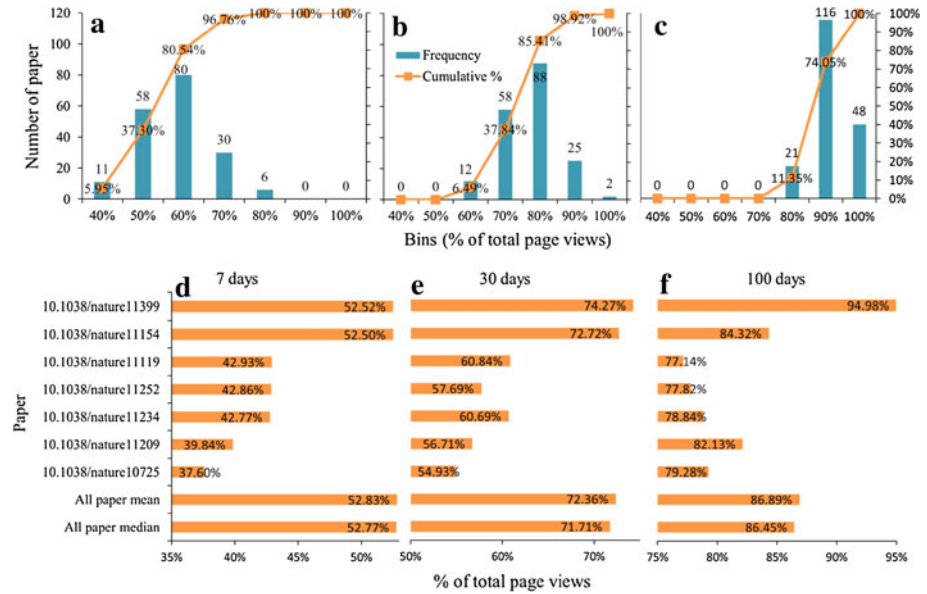 120 a 96.76% 100% 100% 100% b 98.92% c 116 100% 100%
100 80.54% 85.41% 100% 90%
Number of paper 80 80 Frequency 88 74.05% 80%
58 Cumulative % 58 70%
60 37.30% 37.84% 48 60%
50%
40 30 25 40%
11 12 21 30%
20 5.95% 6 0 0 0 0 6.49% 2 0 0 0 0 11.35% 20%
10%
0 0%
40% 50% 60% 70% 80% 90% 100% 40% 50% 60% 70% 80% 90% 100% 40% 50% 60% 70% 80% 90% 100%
Bins (% of total page views)
d 7 days e 30 days f 100 days
10.1038/nature11399 52.52% 74.27% 94.98%
10.1038/nature11154 52.50% 72.72% 84.32%
10.1038/nature11119 42.93% 60.84% 77.14%
10.1038/nature11252 42.86% 57.69% 77.82%
Paper
10.1038/nature11234 42.77% 60.69% 78.84%
10.1038/nature11209 39.84% 56.71% 82.13%
10.1038/nature10725 37.60% 54.93% 79.28%
All paper mean 52.83% 72.36% 86.89%
All paper median 52.77% 71.71% 86.45%
35% 40% 45% 50% 50% 60% 70% 75% 80% 85% 90% 95%
% of total page views